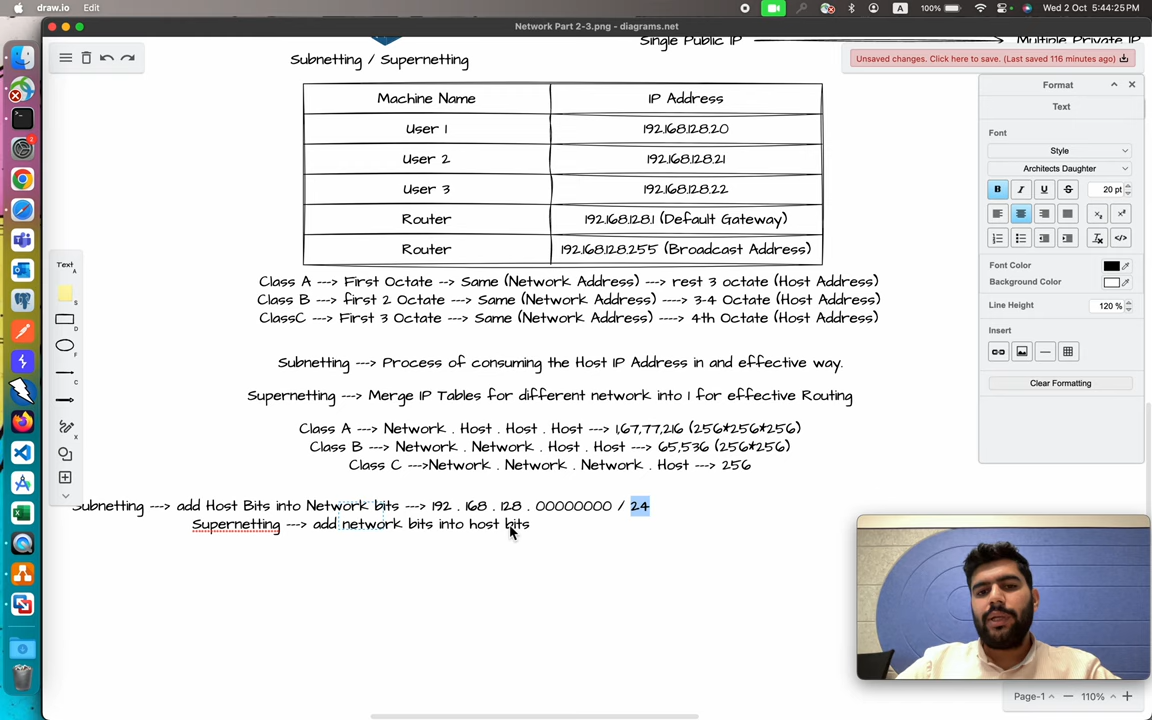 draw.io Edit 100% A Wed 2 Oct 5:44:25 PM
Network Part 2-3.png - diagrams.net
Single Public IP Multiple Private IP
Subnetting / Supernetting
Unsaved changes. Click here to save. (Last saved 116 minutes ago)
Machine Name IP Address
User 1 192.168.128.20
User 2 192.168.128.21
User 3 192.168.128.22
Router 192.168.128.1 (Default Gateway)
Router 192.168.128.255 (Broadcast Address)
Class A ---> First Octate --> Same (Network Address) ---> rest 3 octate (Host Address)
Class B ---> first 2 Octate --> Same (Network Address) ----> 3-4 Octate (Host Address)
ClassC ---> First 3 Octate ---> Same (Network Address) ----> 4th Octate (Host Address)
Subnetting ---> Process of consuming the Host IP Address in and effective way.
Supernetting ---> Merge IP Tables for different network into 1 for effective Routing
Class A ---> Network . Host . Host . Host ---> 1,67,77,216 (256*256*256)
Class B ---> Network . Network . Host . Host ---> 65,536 (256*256)
Class C --->Network . Network . Network . Host ---> 256
Subnetting ---> add Host Bits into Network bits ---> 192 . 168 . 128 . 00000000 / 24
Supernetting ---> add network bits into host bits
Text
Format
Text
Font
Style
Architects Daughter
B I U S 20 pt
Font Color
Background Color
Line Height 120 %
Insert
Clear Formatting
Page-1 110%